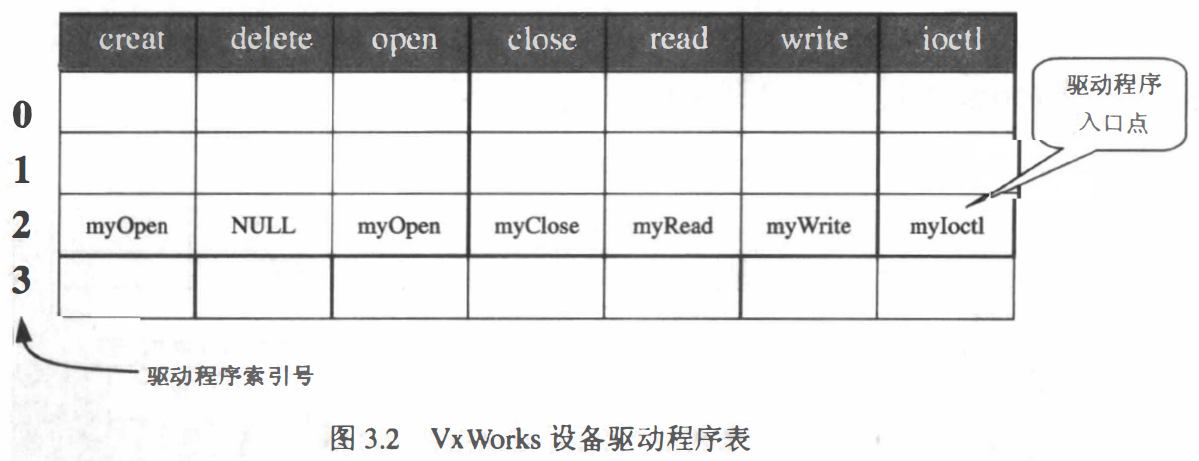 creat delete open close read write ioctl
驱动程序
入口点
0
1
2 myOpen NULL myOpen myClose myRead myWrite myIoctl
3
驱动程序索引号
图 3.2 VxWorks 设备驱动程序表